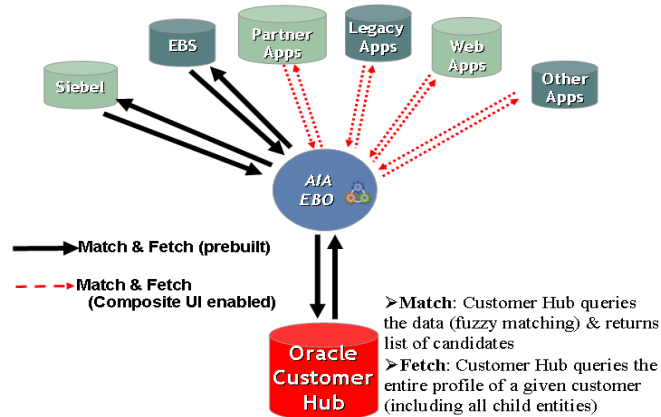 Siebel
EBS
Partner
Apps
Legacy
Apps
Web
Apps
Other
Apps
AIA
EBO
Match & Fetch (prebuilt)
Match & Fetch
(Composite UI enabled)
Oracle
Customer
Hub
➢Match: Customer Hub queries
the data (fuzzy matching) & returns
list of candidates
➢Fetch: Customer Hub queries the
entire profile of a given customer
(including all child entities)